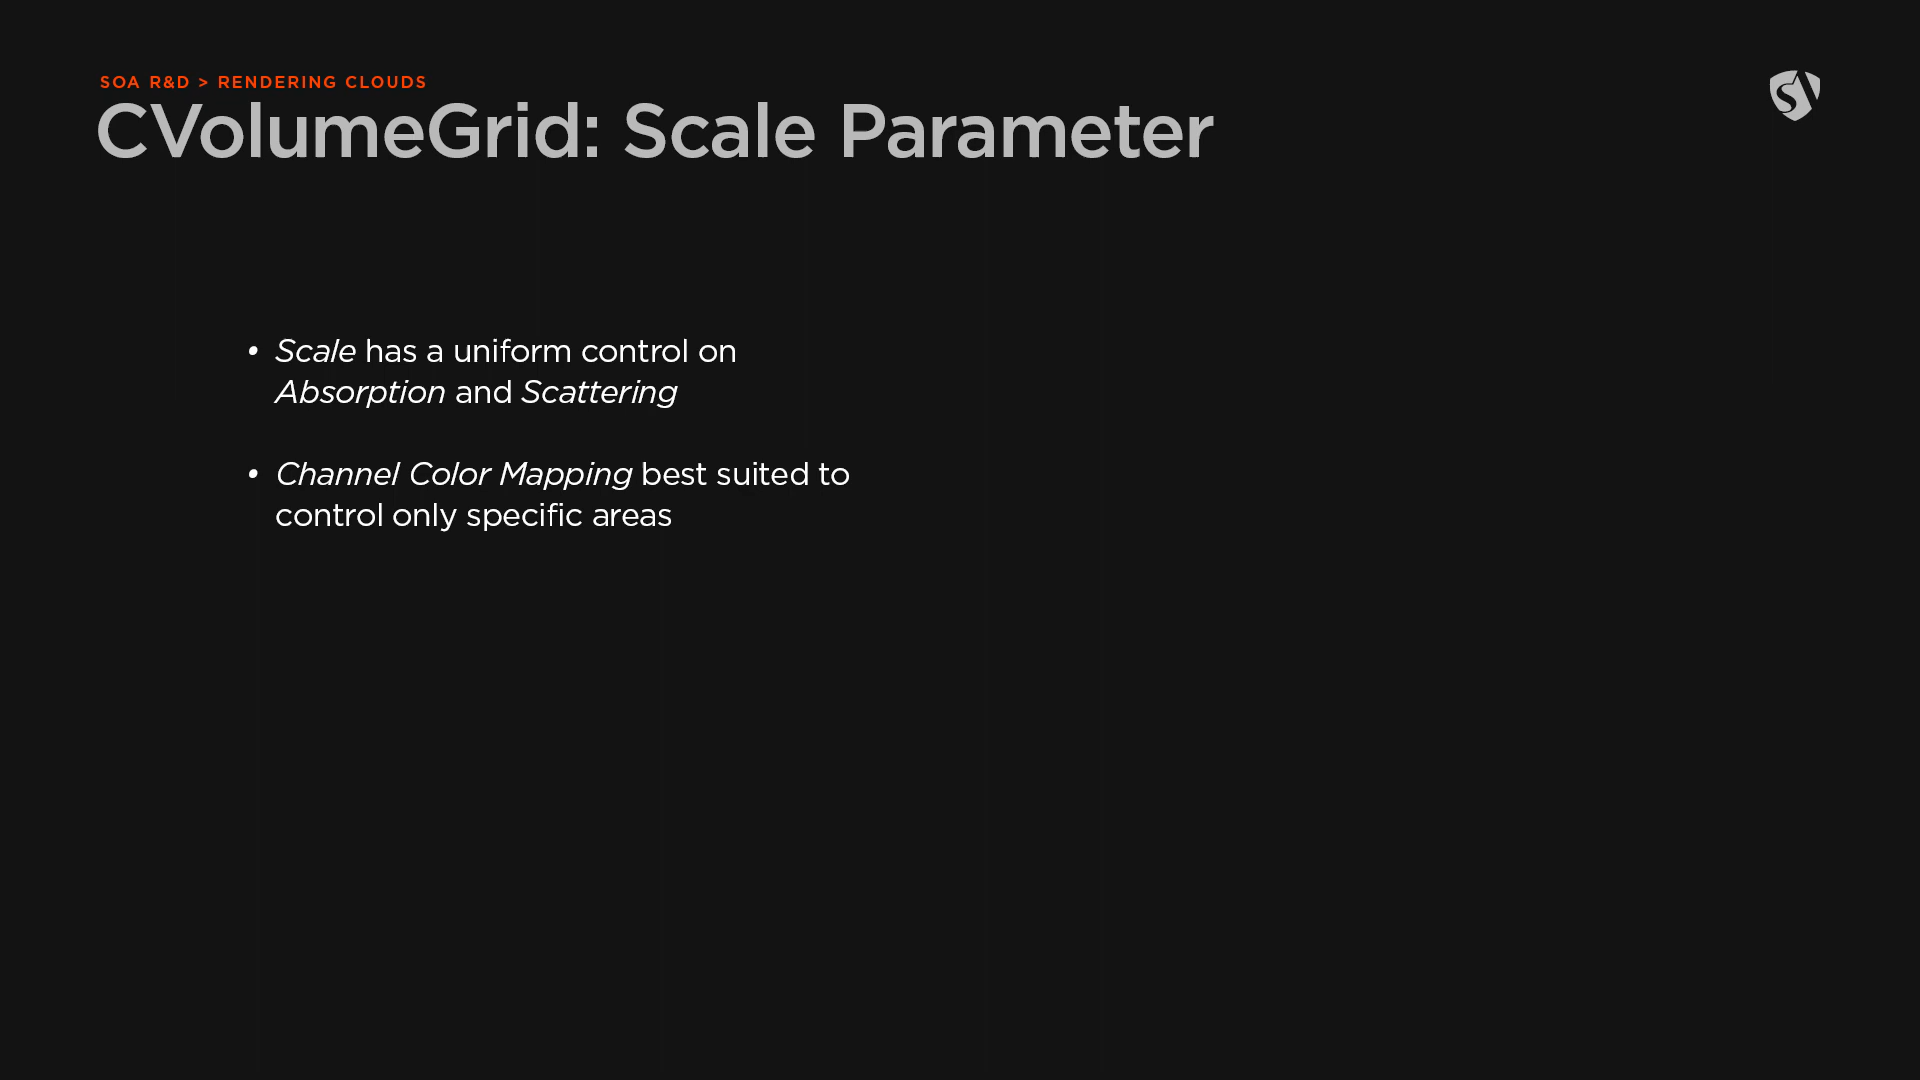 SOA R&D > RENDERING CLOUDS
CVolumeGrid: Scale Parameter
• Scale has a uniform control on
Absorption and Scattering
• Channel Color Mapping best suited to
control only specific areas